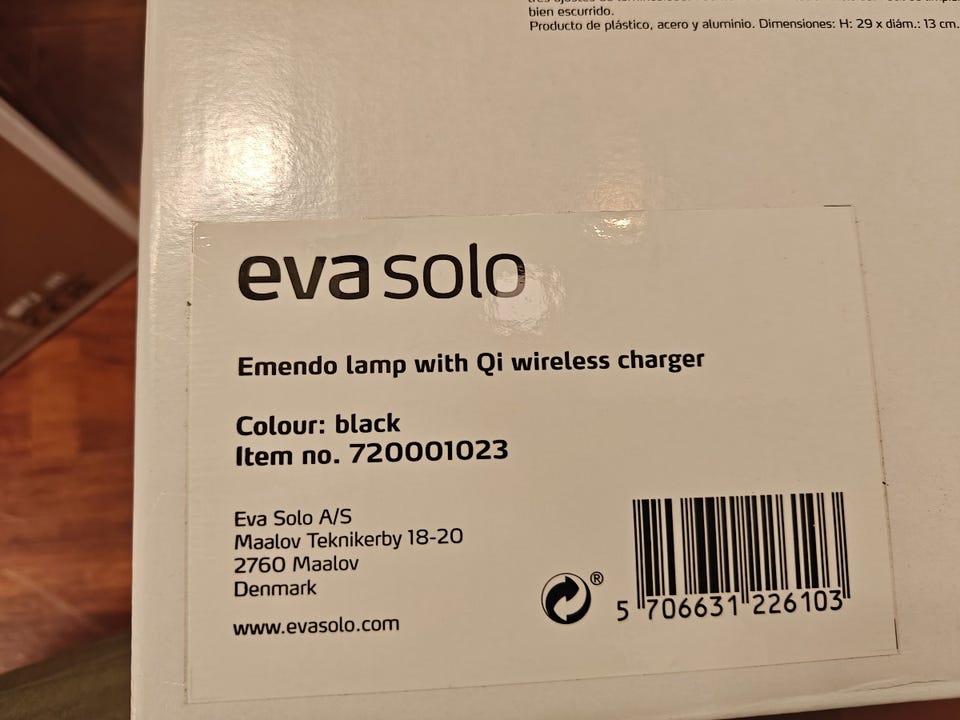 bien escurrido.
Producto de plástico, acero y aluminio. Dimensiones: H: 29 x diám.: 13 cm.
eva solo
Emendo lamp with Qi wireless charger
Colour: black
Item no. 720001023
Eva Solo A/S
Maalov Teknikerby 18-20
2760 Maalov
Denmark
www.evasolo.com
®
5 706631 226103